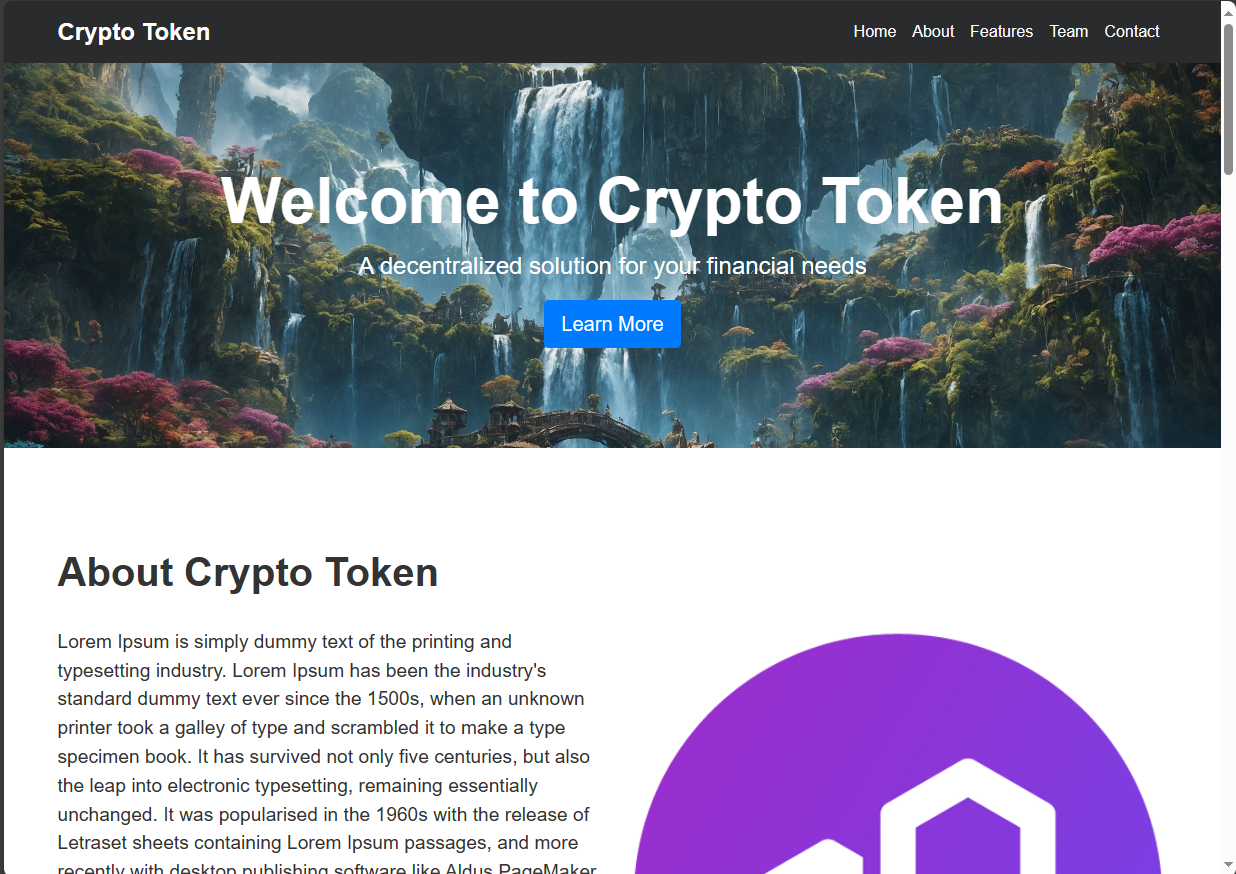 Crypto Token
Home About Features Team Contact
Welcome to Crypto Token
A decentralized solution for your financial needs
Learn More
About Crypto Token
Lorem Ipsum is simply dummy text of the printing and
typesetting industry. Lorem Ipsum has been the industry's
standard dummy text ever since the 1500s, when an unknown
printer took a galley of type and scrambled it to make a type
specimen book. It has survived not only five centuries, but also
the leap into electronic typesetting, remaining essentially
unchanged. It was popularised in the 1960s with the release of
Letraset sheets containing Lorem Ipsum passages, and more
recently with desktop publishing software like Aldus PageMaker